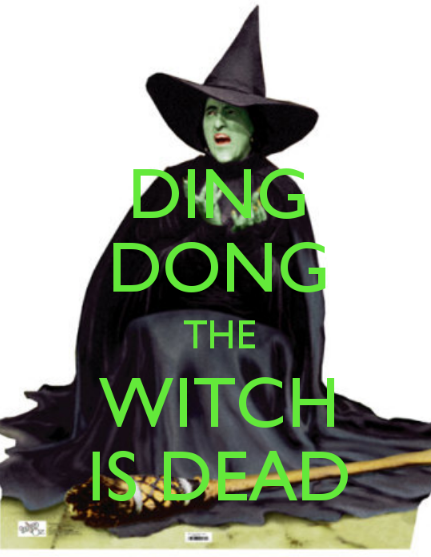 DING
DONG
THE
WITCH
IS DEAD